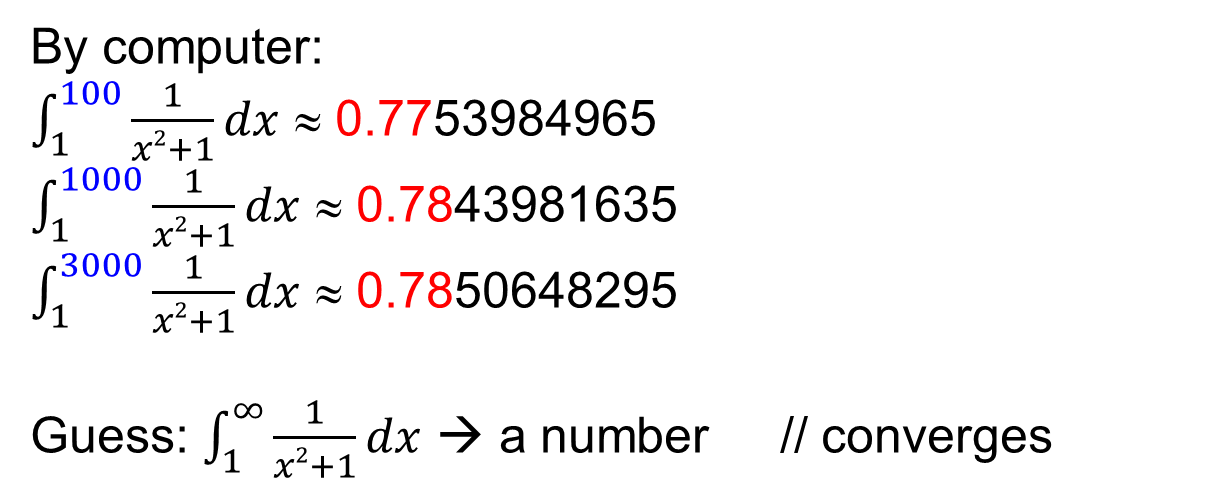 By computer:
∫₁¹⁰⁰ 1/(x²+1) dx ≈ 0.7753984965
∫₁¹⁰⁰⁰ 1/(x²+1) dx ≈ 0.7843981635
∫₁³⁰⁰⁰ 1/(x²+1) dx ≈ 0.7850648295
Guess: ∫₁^∞ 1/(x²+1) dx → a number // converges